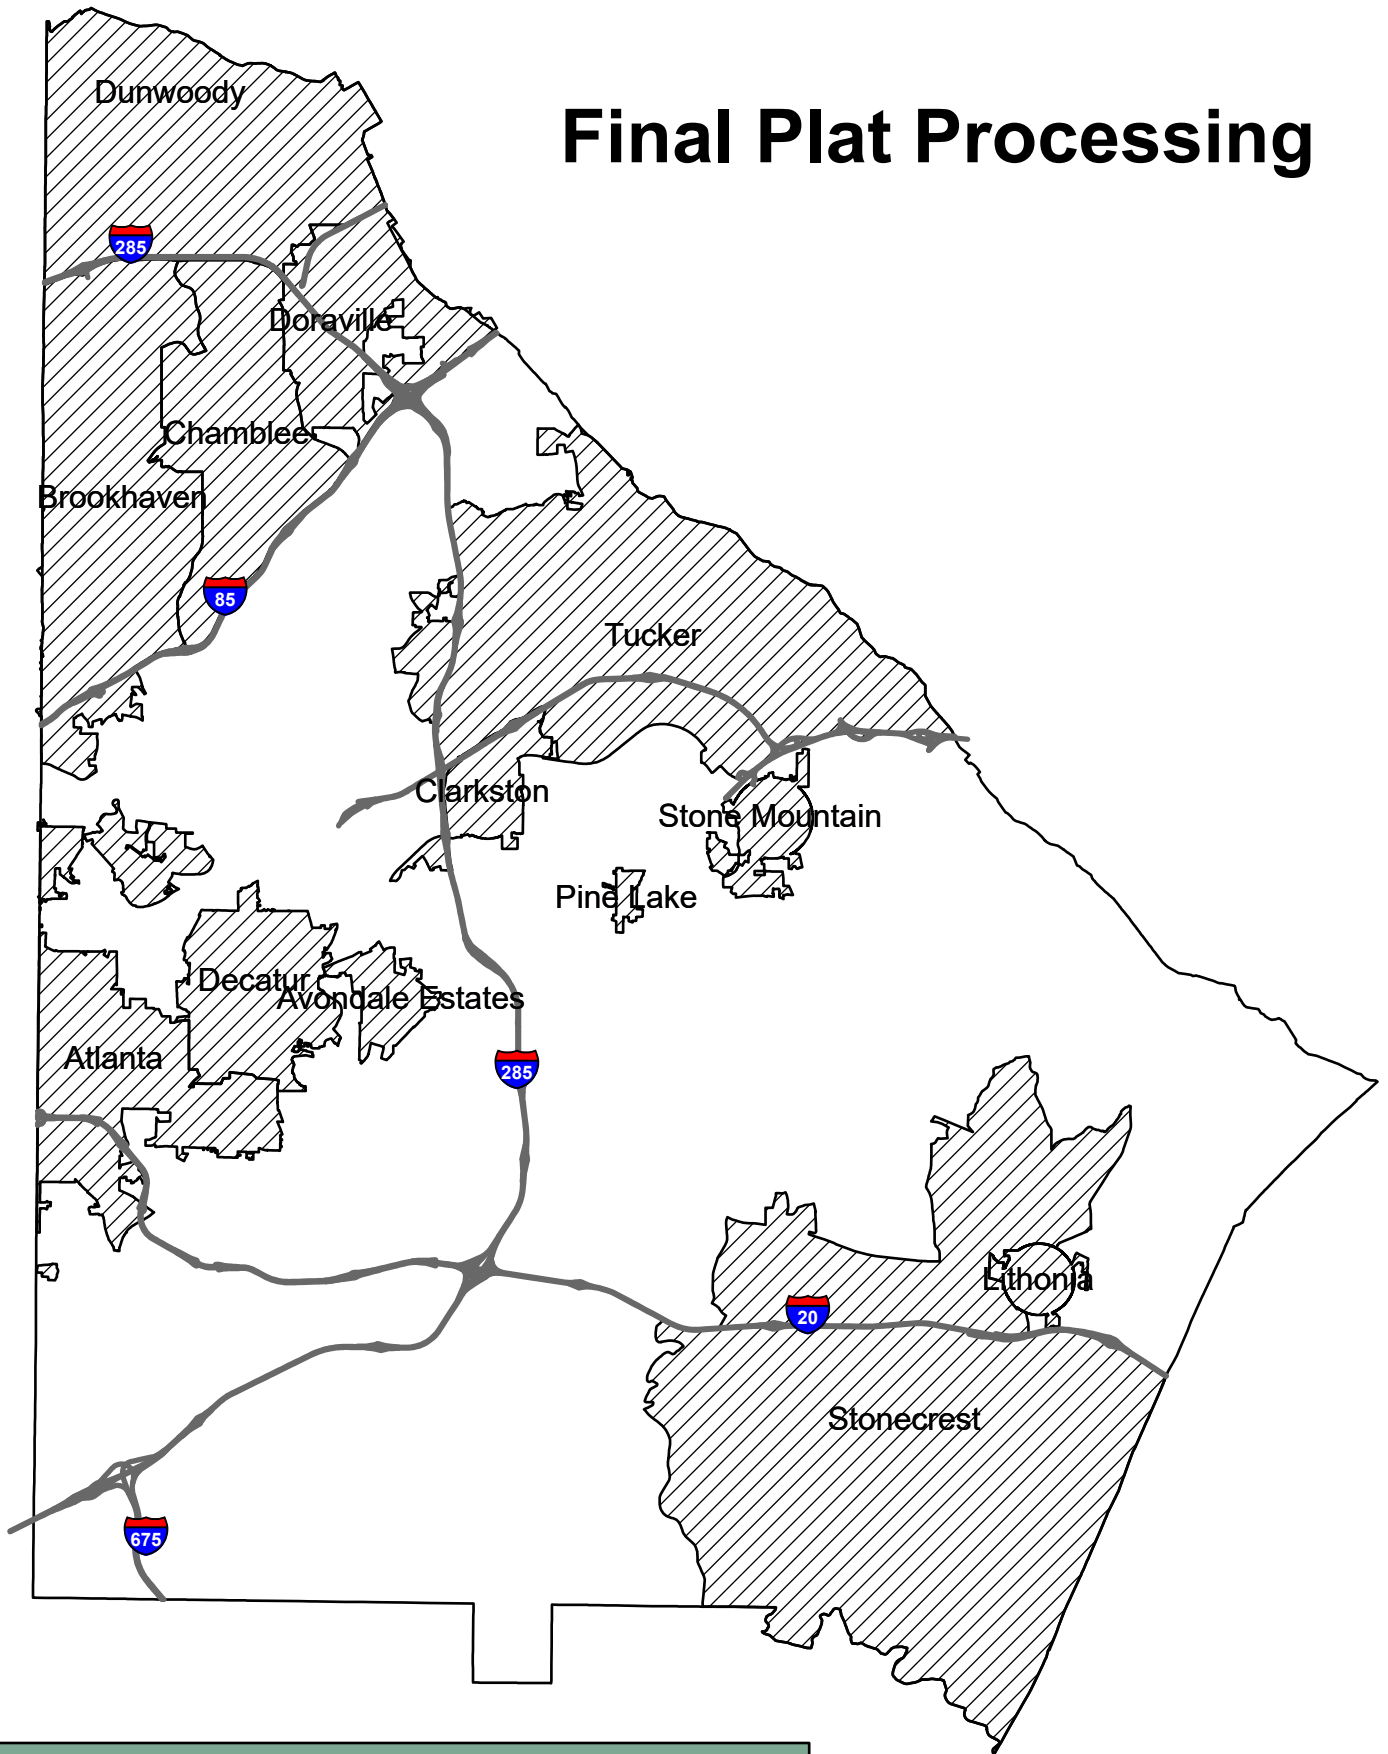 Dunwoody
Final Plat Processing
285
Doraville
Chamblee
Brookhaven
85
Tucker
Clarkston
Stone Mountain
Pine Lake
Decatur
Avondale Estates
Atlanta
285
Lithonia
20
Stonecrest
675